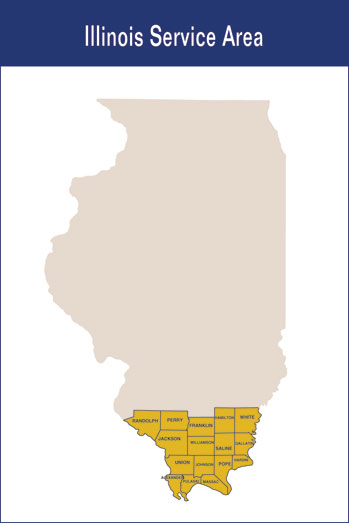 Illinois Service Area
RANDOLPH PERRY HAMILTON WHITE
FRANKLIN
JACKSON WILLIAMSON SALINE GALLATIN
UNION JOHNSON POPE HARDIN
ALEXANDER PULASKI MASSAC